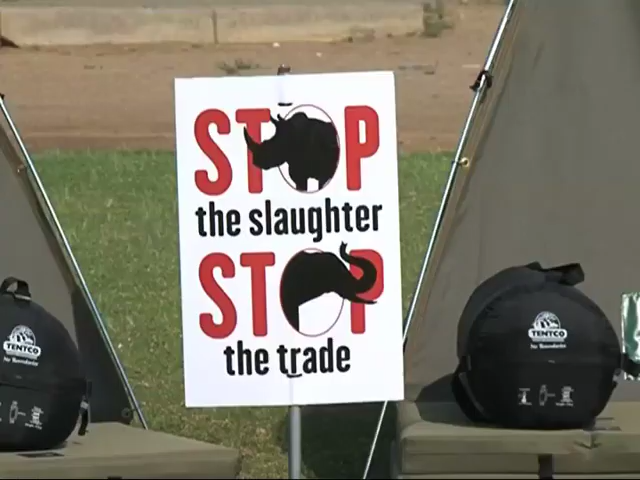 STOP
the slaughter
STOP
the trade
TENTCO
TENTCO